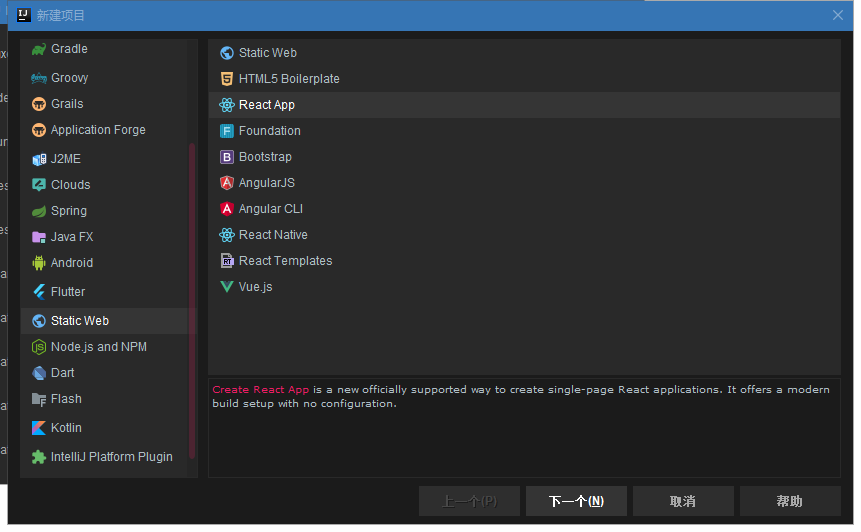 新建项目
Gradle
Groovy
Grails
Application Forge
J2ME
Clouds
Spring
Java FX
Android
Flutter
Static Web
Node.js and NPM
Dart
Flash
Kotlin
IntelliJ Platform Plugin
Static Web
HTML5 Boilerplate
React App
Foundation
Bootstrap
AngularJS
Angular CLI
React Native
React Templates
Vue.js
Create React App is a new officially supported way to create single-page React applications. It offers a modern
build setup with no configuration.
上一个(P)
下一个(N)
取消
帮助